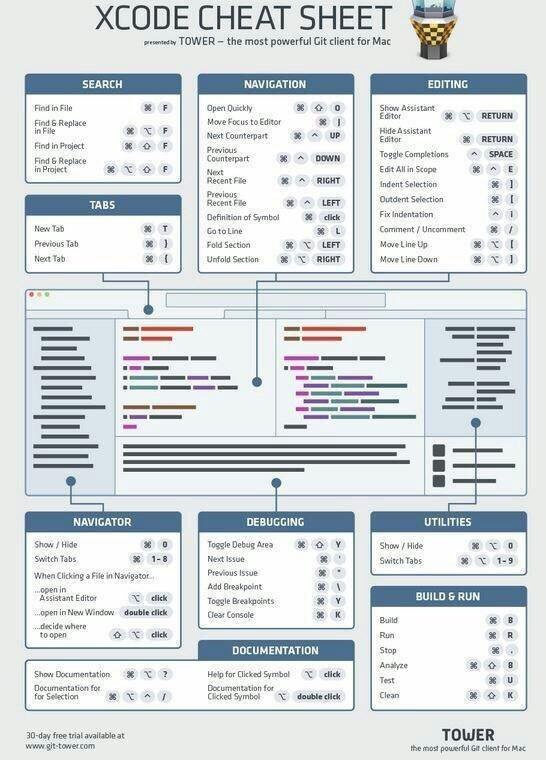 XCODE CHEAT SHEET
presented by TOWER – the most powerful Git client for Mac
SEARCH
Find in File ⌘ F
Find & Replace
in File ⌘ ⌥ F
Find in Project ⌘ ⇧ F
Find & Replace
in Project ⌘ ⌥ ⇧ F
TABS
New Tab ⌘ T
Previous Tab ⌘ }
Next Tab ⌘ {
NAVIGATION
Open Quickly ⌘ ⇧ O
Move Focus to Editor ⌘ J
Next Counterpart ⌘ ^ UP
Previous
Counterpart ⌘ ^ DOWN
Next
Recent File ⌘ ^ RIGHT
Previous
Recent File ⌘ ^ LEFT
Definition of Symbol ⌘ click
Go to Line ⌘ L
Fold Section ⌘ ⌥ LEFT
Unfold Section ⌘ ⌥ RIGHT
EDITING
Show Assistant
Editor ⌘ ⌥ RETURN
Hide Assistant
Editor ⌘ RETURN
Toggle Completions ^ SPACE
Edit All in Scope ⌘ ^ E
Indent Selection ⌘ ]
Outdent Selection ⌘ [
Fix Indentation ^ i
Comment / Uncomment ⌘ /
Move Line Up ⌘ ⌥ [
Move Line Down ⌘ ⌥ ]
NAVIGATOR
Show / Hide ⌘ 0
Switch Tabs ⌘ 1–8
When Clicking a File in Navigator...
...open in
Assistant Editor ⌥ click
...open in New Window double click
...decide where
to open ⇧ ⌥ click
DEBUGGING
Toggle Debug Area ⌘ ⇧ Y
Next Issue ⌘ '
Previous Issue ⌘ "
Add Breakpoint ⌘ \
Toggle Breakpoints ⌘ Y
Clear Console ⌘ K
UTILITIES
Show / Hide ⌘ ⌥ 0
Switch Tabs ⌘ ⌥ 1–9
BUILD & RUN
Build ⌘ B
Run ⌘ R
Stop ⌘ .
Analyze ⌘ ⇧ B
Test ⌘ U
Clean ⌘ ⇧ K
DOCUMENTATION
Show Documentation ⌘ ⌥ ?
Documentation for
for Selection ⌘ ⌥ ^ /
Help for Clicked Symbol ⌥ click
Documentation for
Clicked Symbol ⌥ double click
30-day free trial available at
www.git-tower.com
TOWER
the most powerful Git client for Mac